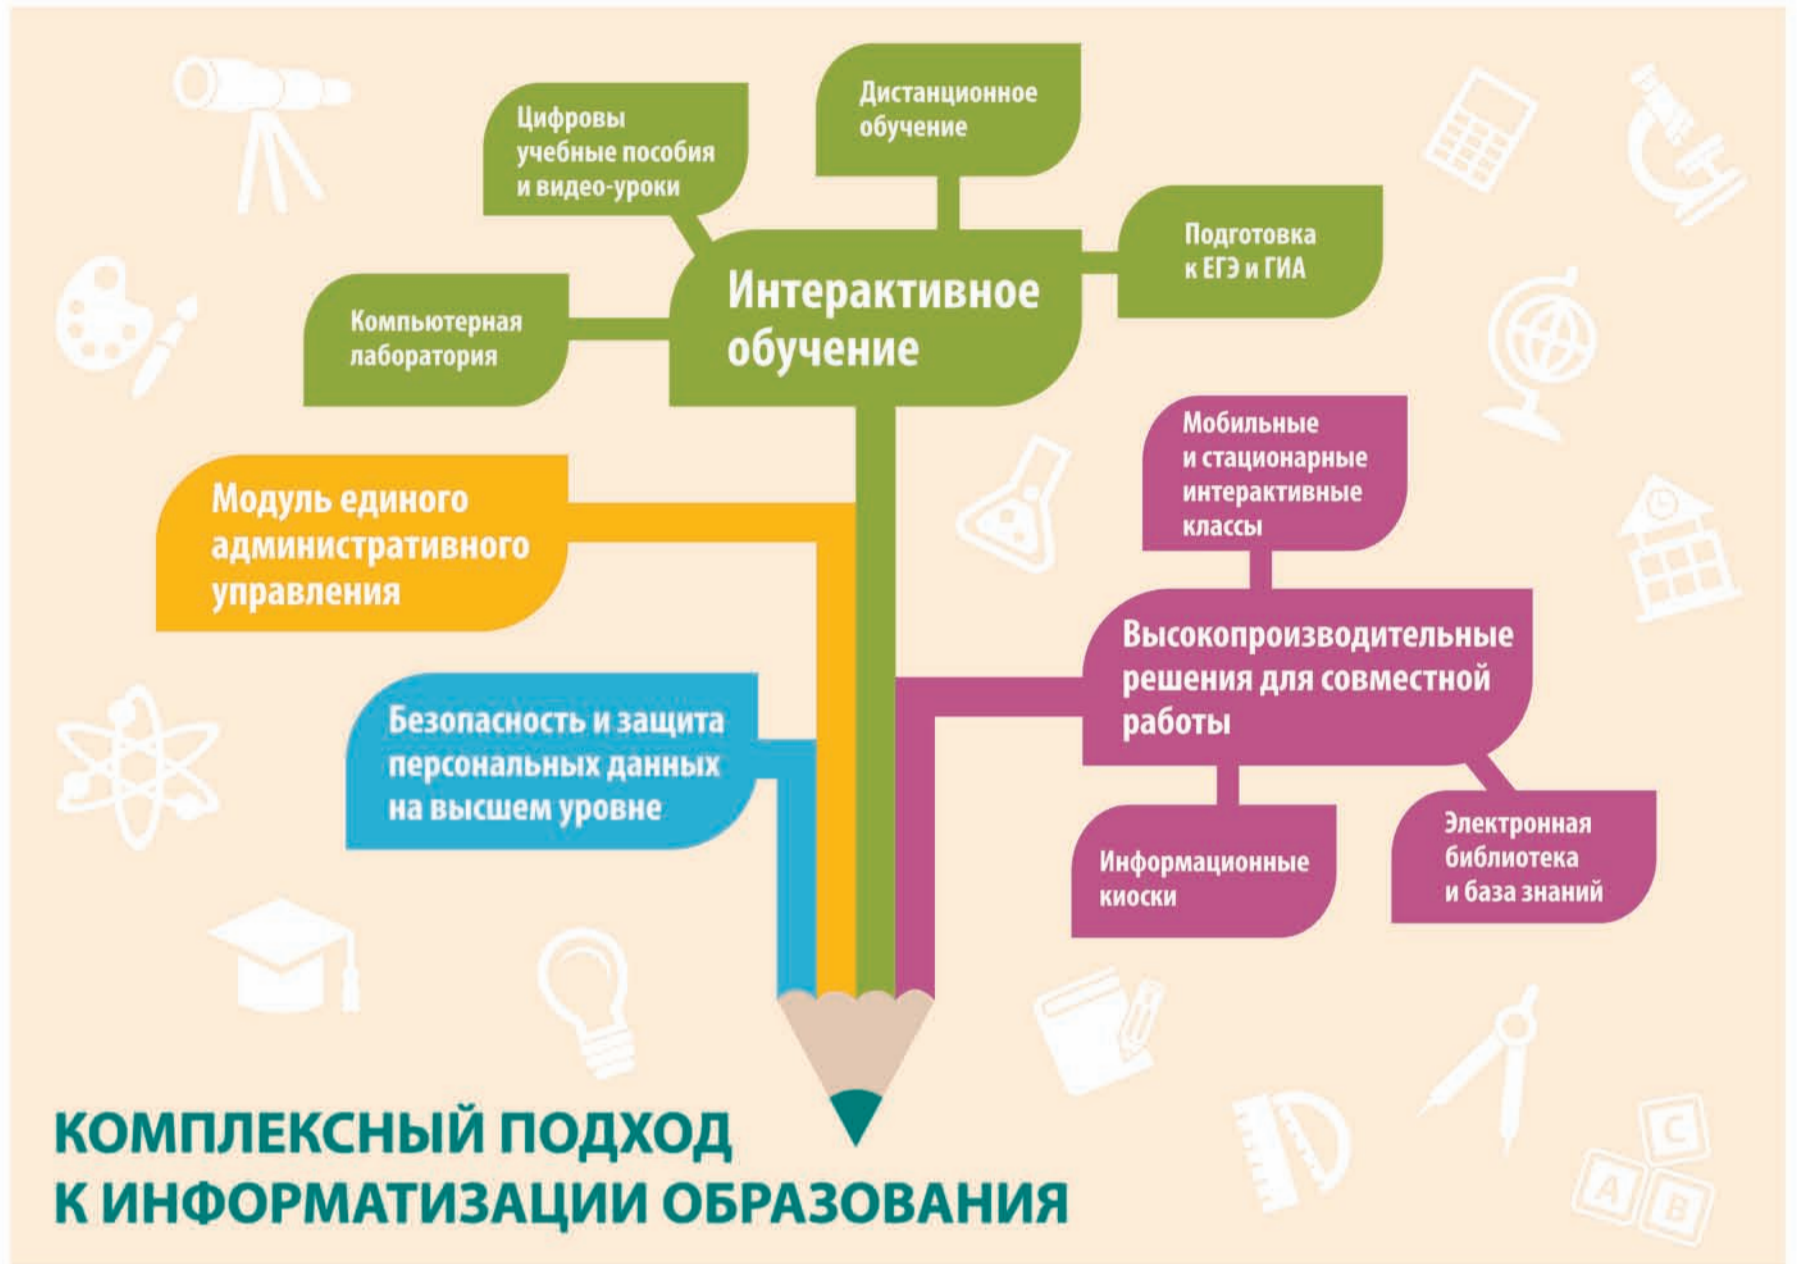 Дистанционное
обучение
Цифровы
учебные пособия
и видео-уроки
Подготовка
к ЕГЭ и ГИА
Интерактивное
обучение
Компьютерная
лаборатория
Мобильные
и стационарные
интерактивные
классы
Модуль единого
административного
управления
Высокопроизводительные
решения для совместной
работы
Безопасность и защита
персональных данных
на высшем уровне
Информационные
киоски
Электронная
библиотека
и база знаний
КОМПЛЕКСНЫЙ ПОДХОД
К ИНФОРМАТИЗАЦИИ ОБРАЗОВАНИЯ
C
A B